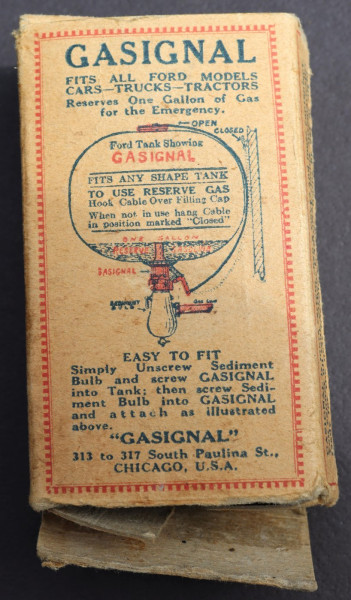 GASIGNAL
FITS ALL FORD MODELS
CARS—TRUCKS—TRACTORS
Reserves One Gallon of Gas
for the Emergency.
OPEN
CLOSED
Ford Tank Showing
GASIGNAL
FITS ANY SHAPE TANK
TO USE RESERVE GAS
Hook Cable Over Filling Cap
When not in use hang Cable
in position marked "Closed"
ONE GALLON
GASIGNAL
SEDIMENT
BULB
EASY TO FIT
Simply Unscrew Sediment
Bulb and screw GASIGNAL
into Tank; then screw Sedi-
ment Bulb into GASIGNAL
and attach as illustrated
above.
"GASIGNAL"
313 to 317 South Paulina St.,
CHICAGO, U.S.A.